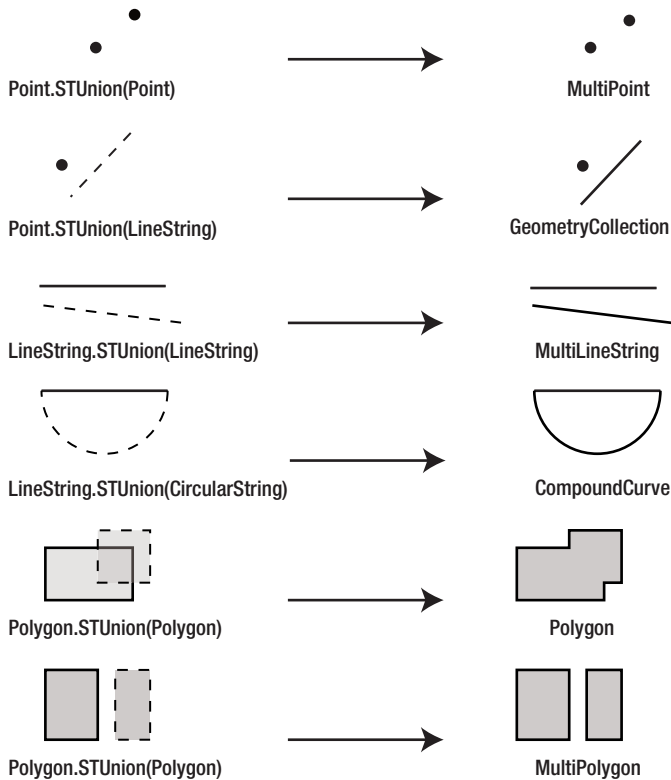 Point.STUnion(Point)
MultiPoint
Point.STUnion(LineString)
GeometryCollection
LineString.STUnion(LineString)
MultiLineString
LineString.STUnion(CircularString)
CompoundCurve
Polygon.STUnion(Polygon)
Polygon
Polygon.STUnion(Polygon)
MultiPolygon